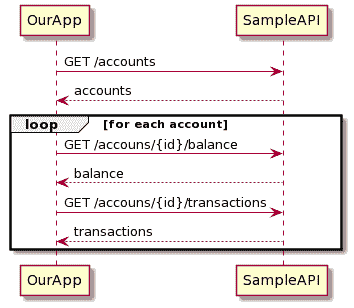 OurApp SampleAPI
GET /accounts
accounts
loop [for each account]
GET /accouns/{id}/balance
balance
GET /accouns/{id}/transactions
transactions
OurApp SampleAPI